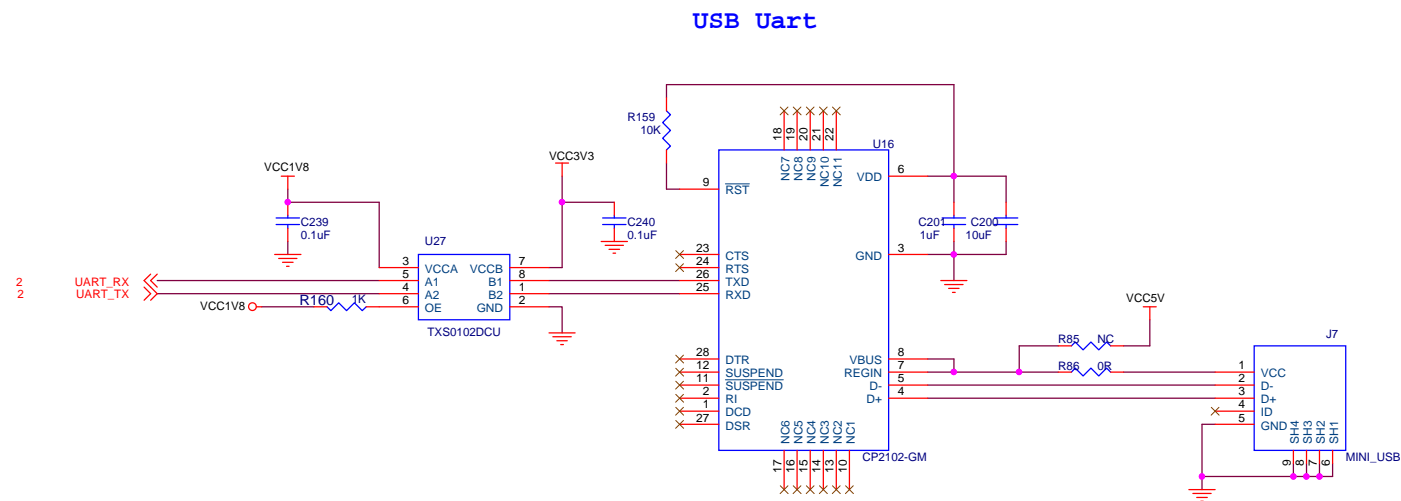 USB Uart
R159
10K
18
19
20
21
22
NC7
NC8
NC9
NC10
NC11
U16
VCC1V8
VCC3V3
9
RST
VDD
6
C239
0.1uF
C240
0.1uF
C201
1uF
C200
10uF
U27
23
CTS
GND
3
24
RTS
3
VCCA
VCCB
7
2
UART_RX
5
A1
B1
8
26
TXD
2
UART_TX
4
A2
B2
1
25
RXD
VCC1V8
R160
1K
6
OE
GND
2
TXS0102DCU
VCC5V
R85
NC
J7
28
DTR
VBUS
8
12
SUSPEND
REGIN
7
R86
0R
1
VCC
11
SUSPEND
D-
5
2
D-
2
RI
D+
4
3
D+
1
DCD
4
ID
27
DSR
5
GND
NC6
NC5
NC4
NC3
NC2
NC1
17
16
15
14
13
10
CP2102-GM
SH4
SH3
SH2
SH1
9
8
7
6
MINI_USB